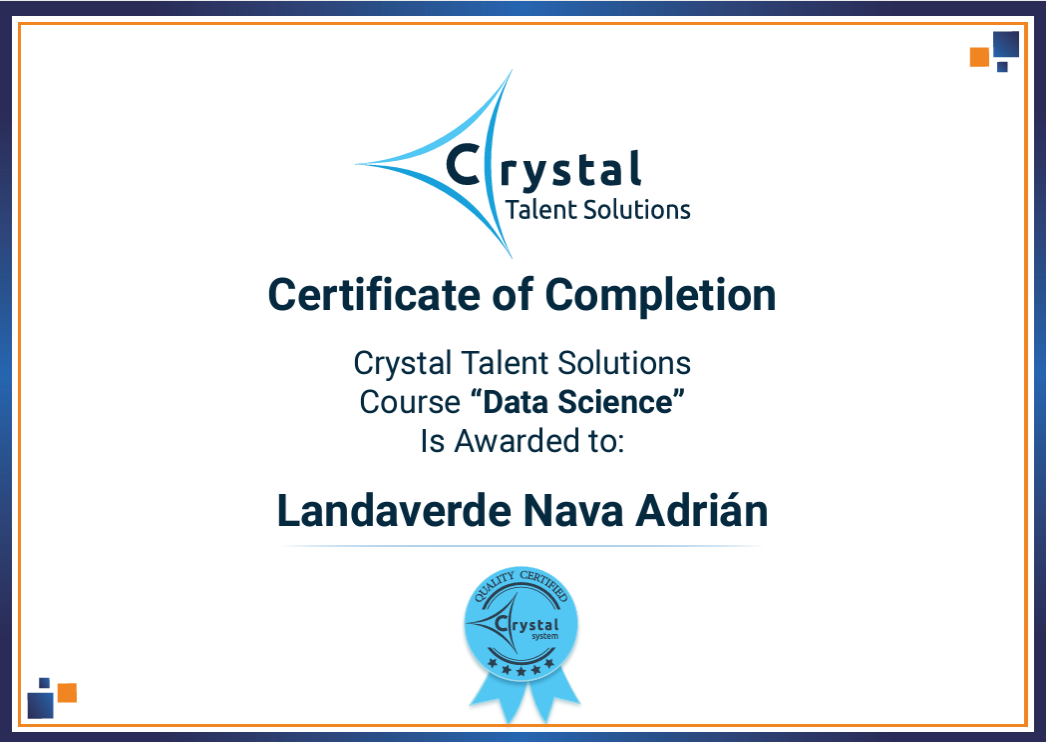 Crystal
Talent Solutions
Certificate of Completion
Crystal Talent Solutions
Course “Data Science”
Is Awarded to:
Landaverde Nava Adrián
QUALITY CERTIFIED
Crystal
system